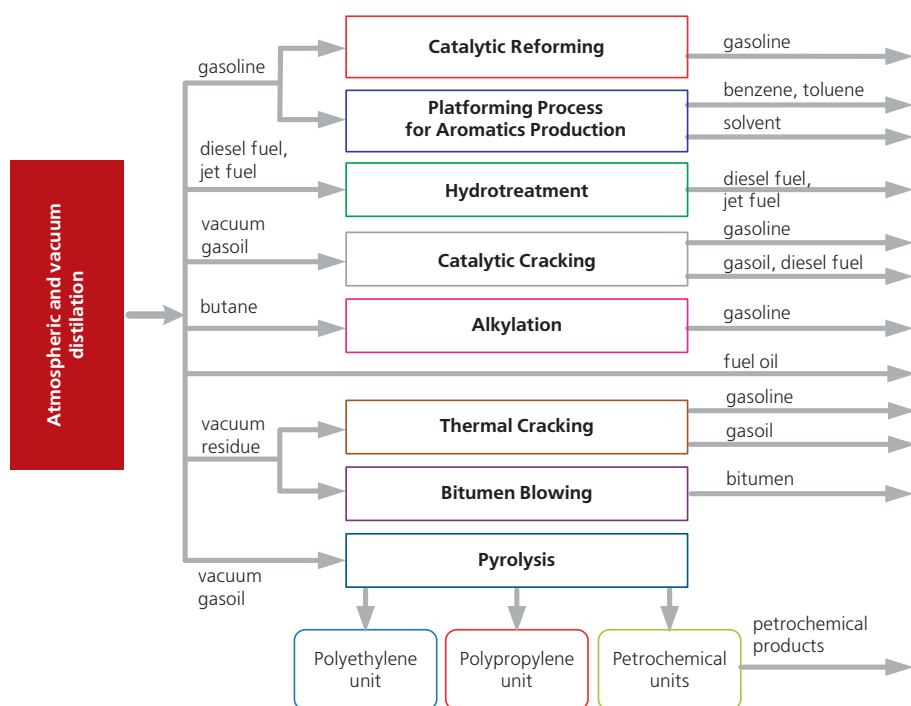 Atmospheric and vacuum
distilation
gasoline
Catalytic Reforming
gasoline
Platforming Process
for Aromatics Production
benzene, toluene
solvent
diesel fuel,
jet fuel
Hydrotreatment
diesel fuel,
jet fuel
vacuum
gasoil
Catalytic Cracking
gasoline
gasoil, diesel fuel
butane
Alkylation
gasoline
fuel oil
vacuum
residue
Thermal Cracking
gasoline
gasoil
Bitumen Blowing
bitumen
vacuum
gasoil
Pyrolysis
Polyethylene
unit
Polypropylene
unit
Petrochemical
units
petrochemical
products